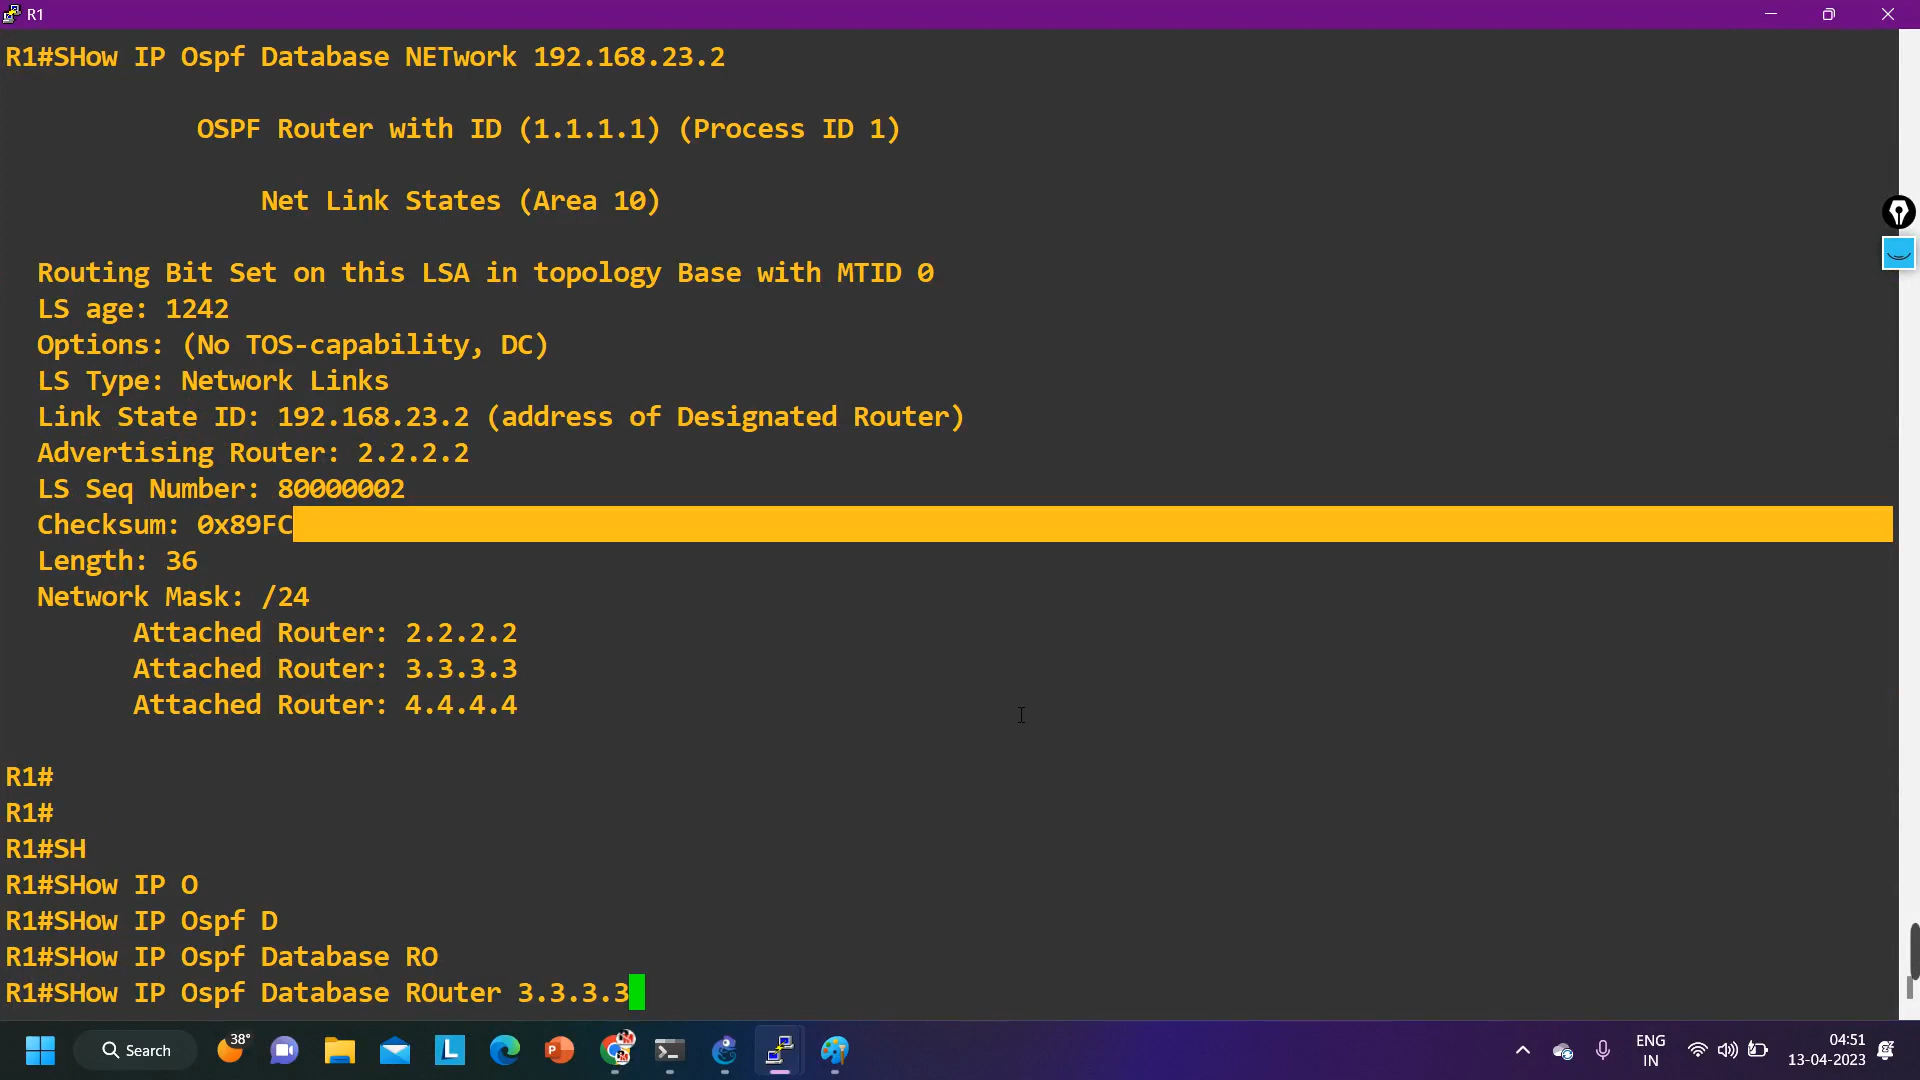 R1
R1#SHow IP Ospf Database NETwork 192.168.23.2
OSPF Router with ID (1.1.1.1) (Process ID 1)
Net Link States (Area 10)
Routing Bit Set on this LSA in topology Base with MTID 0
LS age: 1242
Options: (No TOS-capability, DC)
LS Type: Network Links
Link State ID: 192.168.23.2 (address of Designated Router)
Advertising Router: 2.2.2.2
LS Seq Number: 80000002
Checksum: 0x89FC
Length: 36
Network Mask: /24
Attached Router: 2.2.2.2
Attached Router: 3.3.3.3
Attached Router: 4.4.4.4
R1#
R1#
R1#SH
R1#SHow IP O
R1#SHow IP Ospf D
R1#SHow IP Ospf Database RO
R1#SHow IP Ospf Database ROuter 3.3.3.3
Search
38°
L
ENG
IN
04:51
13-04-2023